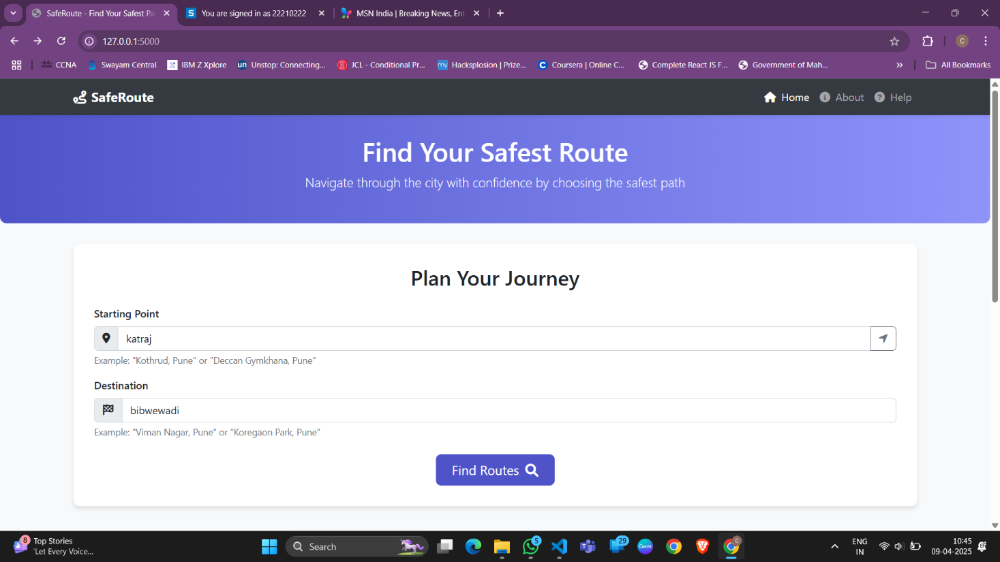 SafeRoute - Find Your Safest Pa
You are signed in as 22210222
MSN India | Breaking News, Ent
127.0.0.1:5000
C
CCNA
Swayam Central
IBM Z Xplore
un Unstop: Connecting...
JCL - Conditional Pr...
my Hacksplosion | Prize...
C Coursera | Online C...
Complete React JS F...
Government of Mah...
»
All Bookmarks
SafeRoute
Home
About
Help
Find Your Safest Route
Navigate through the city with confidence by choosing the safest path
Plan Your Journey
Starting Point
katraj
Example: "Kothrud, Pune" or "Deccan Gymkhana, Pune"
Destination
bibwewadi
Example: "Viman Nagar, Pune" or "Koregaon Park, Pune"
Find Routes
8
Top Stories
'Let Every Voice...
Search
5
29
Canva
C
ENG
IN
10:45
09-04-2025